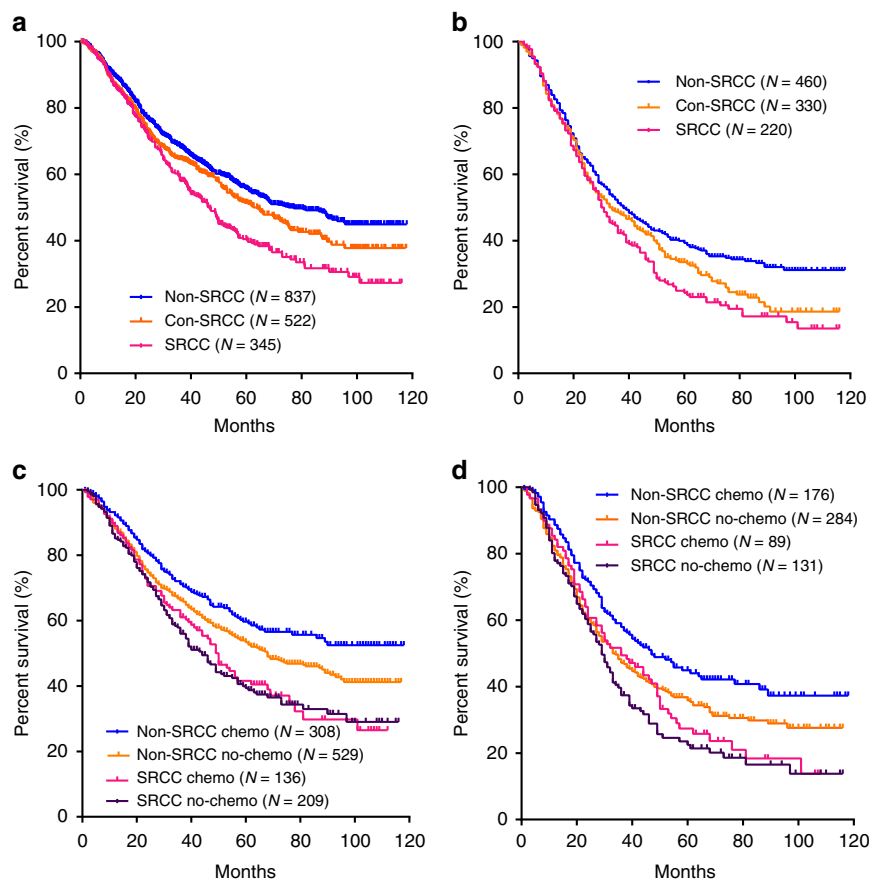 a
100
80
60
40
20
0
Percent survival (%)
Non-SRCC (N = 837)
Con-SRCC (N = 522)
SRCC (N = 345)
0 20 40 60 80 100 120
Months
b
100
80
60
40
20
0
Percent survival (%)
Non-SRCC (N = 460)
Con-SRCC (N = 330)
SRCC (N = 220)
0 20 40 60 80 100 120
Months
c
100
80
60
40
20
0
Percent survival (%)
Non-SRCC chemo (N = 308)
Non-SRCC no-chemo (N = 529)
SRCC chemo (N = 136)
SRCC no-chemo (N = 209)
0 20 40 60 80 100 120
Months
d
100
80
60
40
20
0
Percent survival (%)
Non-SRCC chemo (N = 176)
Non-SRCC no-chemo (N = 284)
SRCC chemo (N = 89)
SRCC no-chemo (N = 131)
0 20 40 60 80 100 120
Months